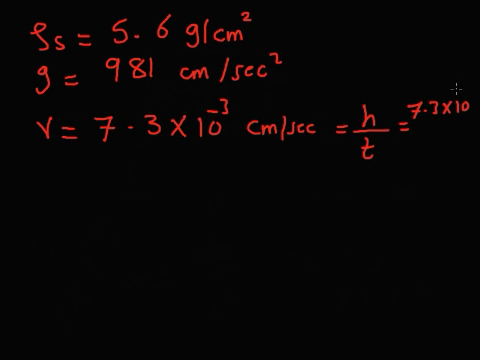 ρs = 5.6 g/cm²
g = 981 cm/sec²
v = 7.3 × 10⁻³ cm/sec = h/t = 7.3×10